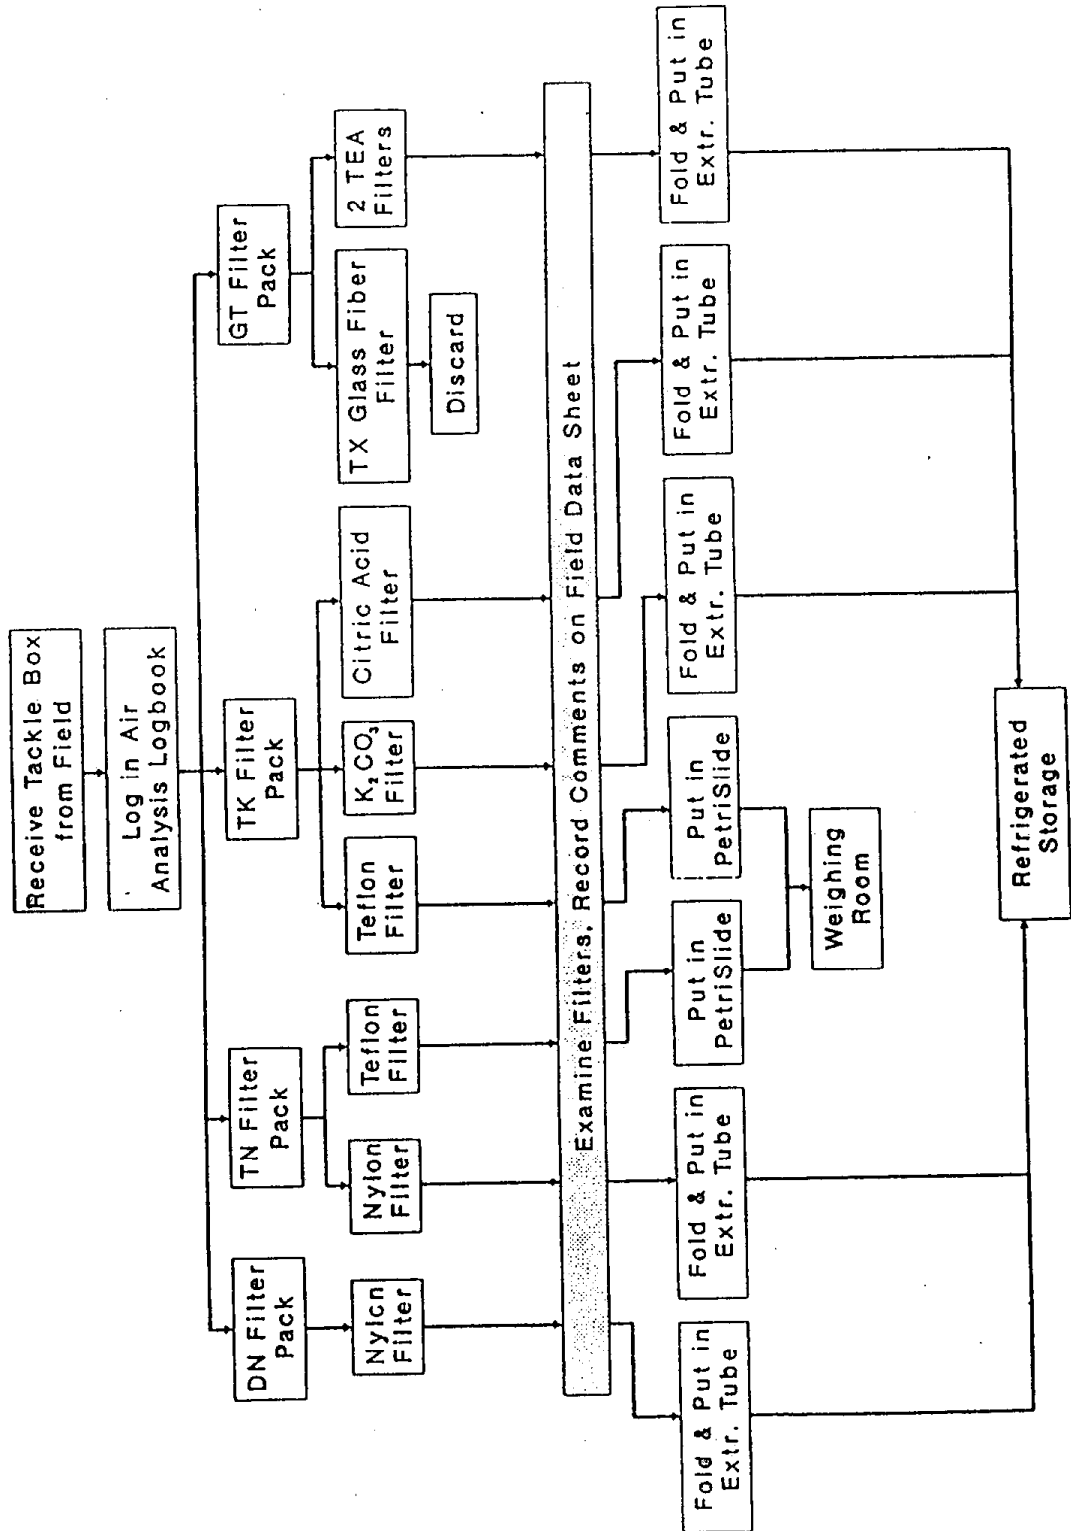 Receive Tackle Box
from Field
Log in Air
Analysis Logbook
DN Filter
Pack
TN Filter
Pack
TK Filter
Pack
GT Filter
Pack
Nylon
Filter
Nylon
Filter
Teflon
Filter
Teflon
Filter
K₂CO₃
Filter
Citric Acid
Filter
TX Glass Fiber
Filter
2 TEA
Filters
Discard
Examine Filters, Record Comments on Field Data Sheet
Fold & Put in
Extr. Tube
Fold & Put in
Extr. Tube
Put in
PetriSlide
Put in
PetriSlide
Fold & Put in
Extr. Tube
Fold & Put in
Extr. Tube
Fold & Put in
Extr. Tube
Weighing
Room
Refrigerated
Storage